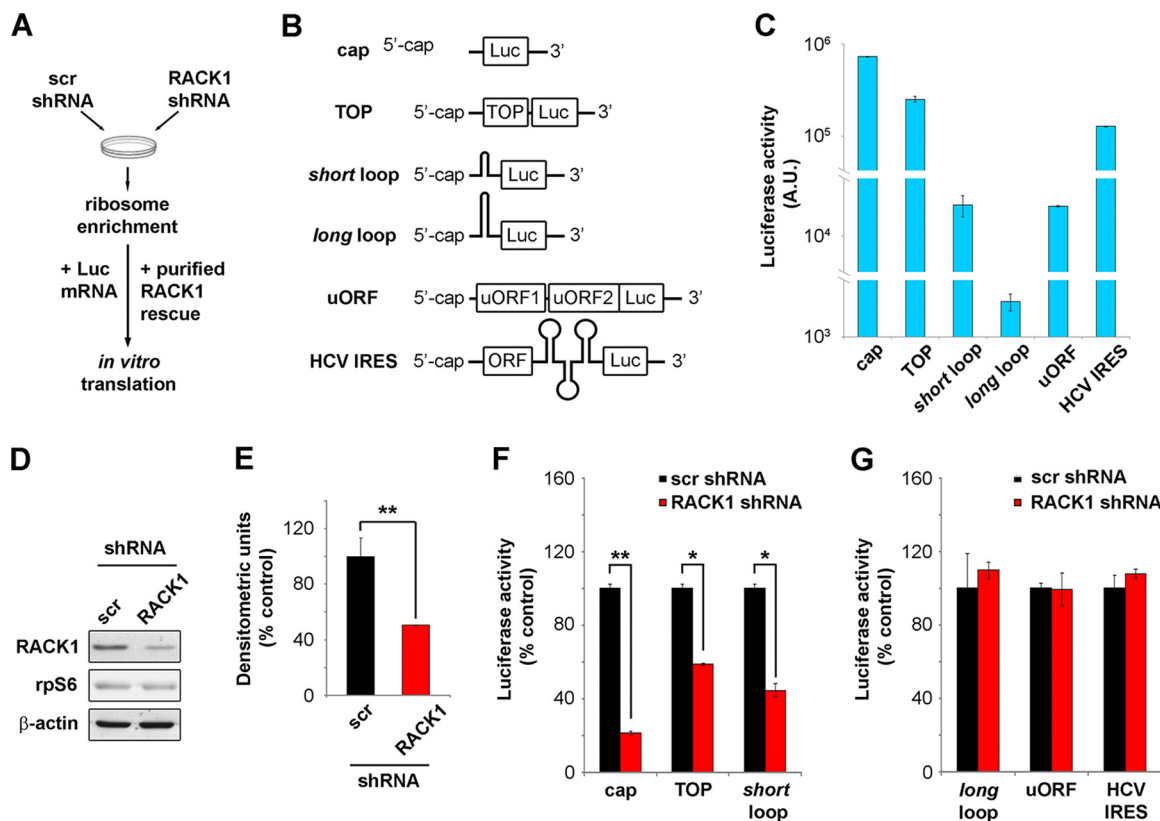 A
scr
shRNA
RACK1
shRNA
ribosome
enrichment
+ Luc
mRNA
+ purified
RACK1
rescue
in vitro
translation
B
cap 5'-cap Luc 3'
TOP 5'-cap TOP Luc 3'
short loop 5'-cap Luc 3'
long loop 5'-cap Luc 3'
uORF 5'-cap uORF1 uORF2 Luc 3'
HCV IRES 5'-cap ORF Luc 3'
C
Luciferase activity
(A.U.)
10⁶
10⁵
10⁴
10³
cap
TOP
short loop
long loop
uORF
HCV IRES
D
shRNA
scr
RACK1
RACK1
rpS6
β-actin
E
Densitometric units
(% control)
120
80
40
0
**
scr
RACK1
shRNA
F
scr shRNA
RACK1 shRNA
Luciferase activity
(% control)
160
120
80
40
0
**
*
*
cap
TOP
short
loop
G
scr shRNA
RACK1 shRNA
Luciferase activity
(% control)
160
120
80
40
0
long
loop
uORF
HCV
IRES